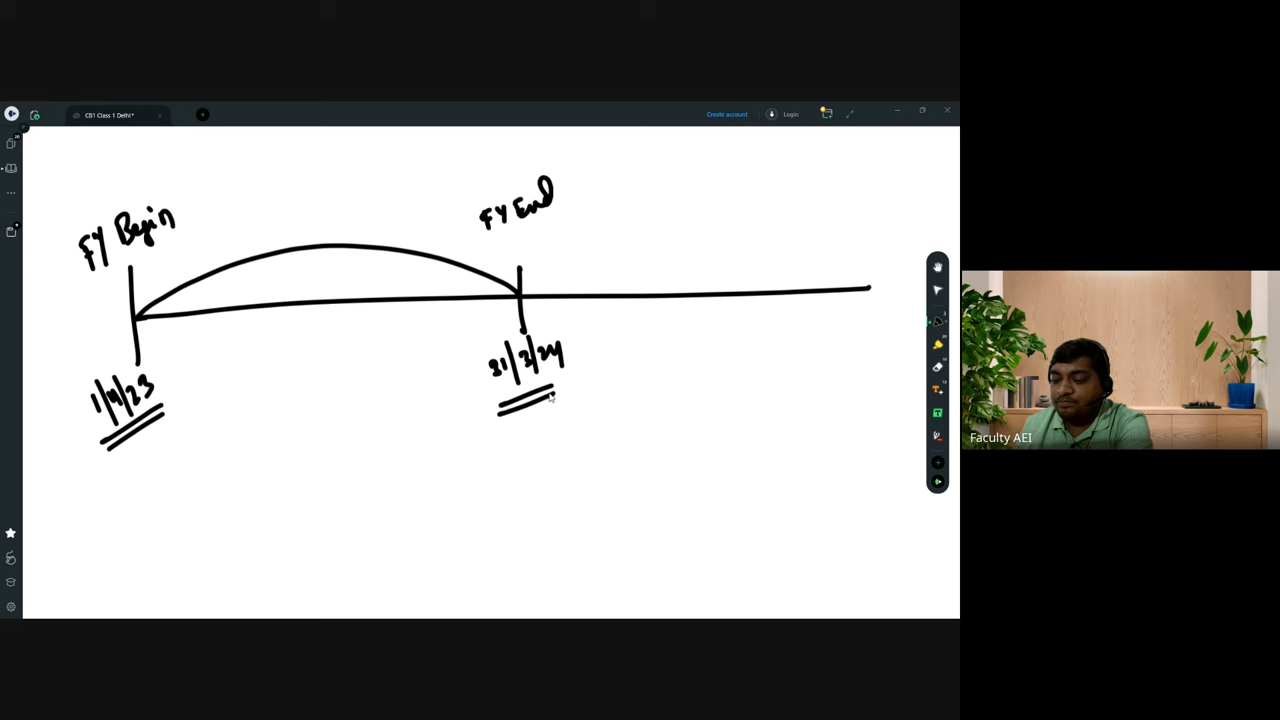 CB1 Class 1 Delhi*
Create account
Login
FY Begin
FY End
1/4/23
31/3/24
Faculty AEI